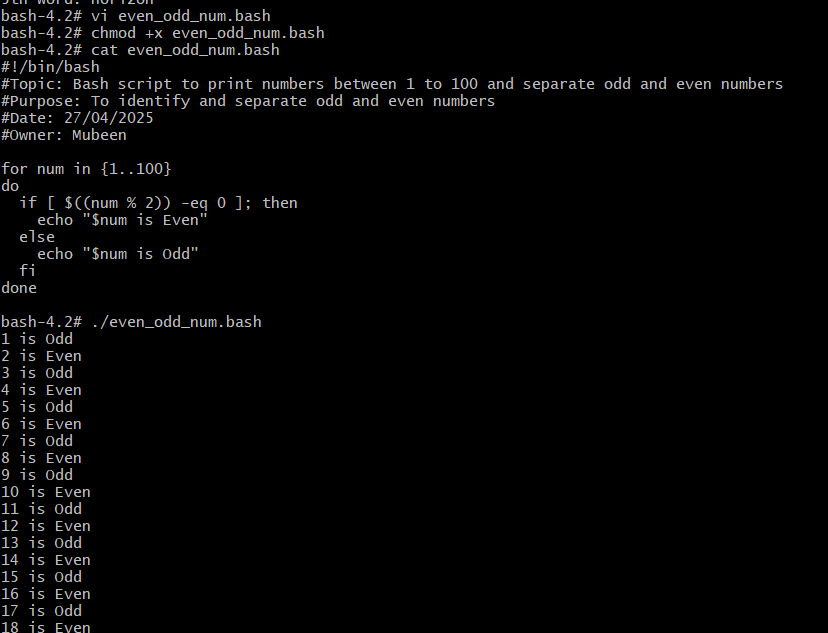 5th word: horizon
bash-4.2# vi even_odd_num.bash
bash-4.2# chmod +x even_odd_num.bash
bash-4.2# cat even_odd_num.bash
#!/bin/bash
#Topic: Bash script to print numbers between 1 to 100 and separate odd and even numbers
#Purpose: To identify and separate odd and even numbers
#Date: 27/04/2025
#Owner: Mubeen
for num in {1..100}
do
  if [ $((num % 2)) -eq 0 ]; then
    echo "$num is Even"
  else
    echo "$num is Odd"
  fi
done
bash-4.2# ./even_odd_num.bash
1 is Odd
2 is Even
3 is Odd
4 is Even
5 is Odd
6 is Even
7 is Odd
8 is Even
9 is Odd
10 is Even
11 is Odd
12 is Even
13 is Odd
14 is Even
15 is Odd
16 is Even
17 is Odd
18 is Even